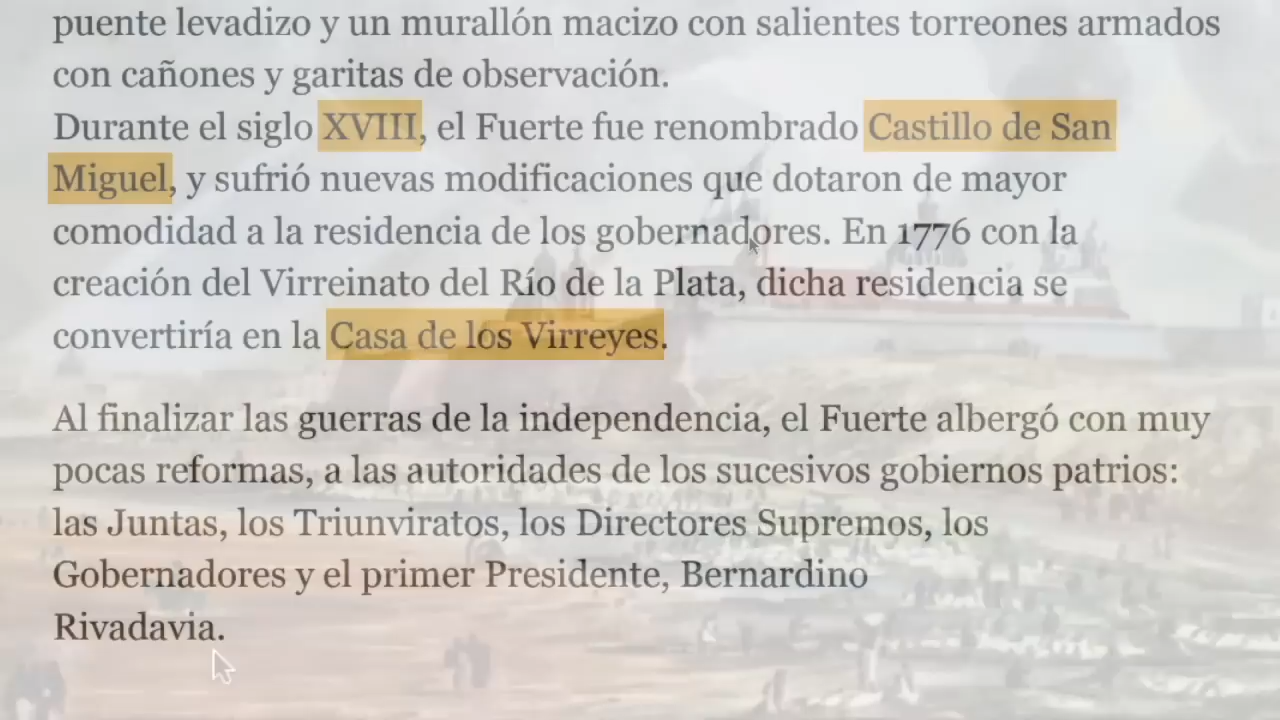 puente levadizo y un murallón macizo con salientes torreones armados
con cañones y garitas de observación.
Durante el siglo XVIII, el Fuerte fue renombrado Castillo de San
Miguel, y sufrió nuevas modificaciones que dotaron de mayor
comodidad a la residencia de los gobernadores. En 1776 con la
creación del Virreinato del Río de la Plata, dicha residencia se
convertiría en la Casa de los Virreyes.
Al finalizar las guerras de la independencia, el Fuerte albergó con muy
pocas reformas, a las autoridades de los sucesivos gobiernos patrios:
las Juntas, los Triunviratos, los Directores Supremos, los
Gobernadores y el primer Presidente, Bernardino
Rivadavia.